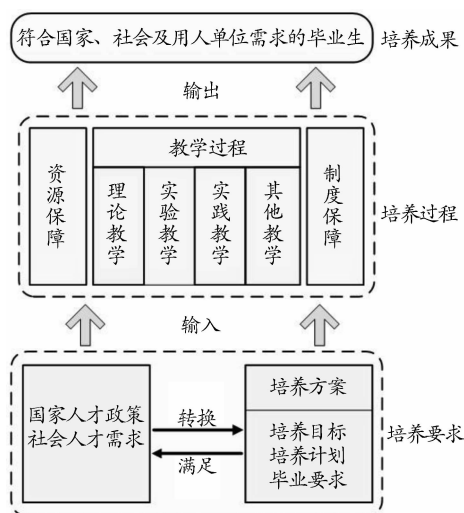 符合国家、社会及用人单位需求的毕业生
培养成果
输出
资源保障
教学过程
理论教学
实验教学
实践教学
其他教学
制度保障
培养过程
输入
国家人才政策
社会人才需求
转换
满足
培养方案
培养目标
培养计划
毕业要求
培养要求